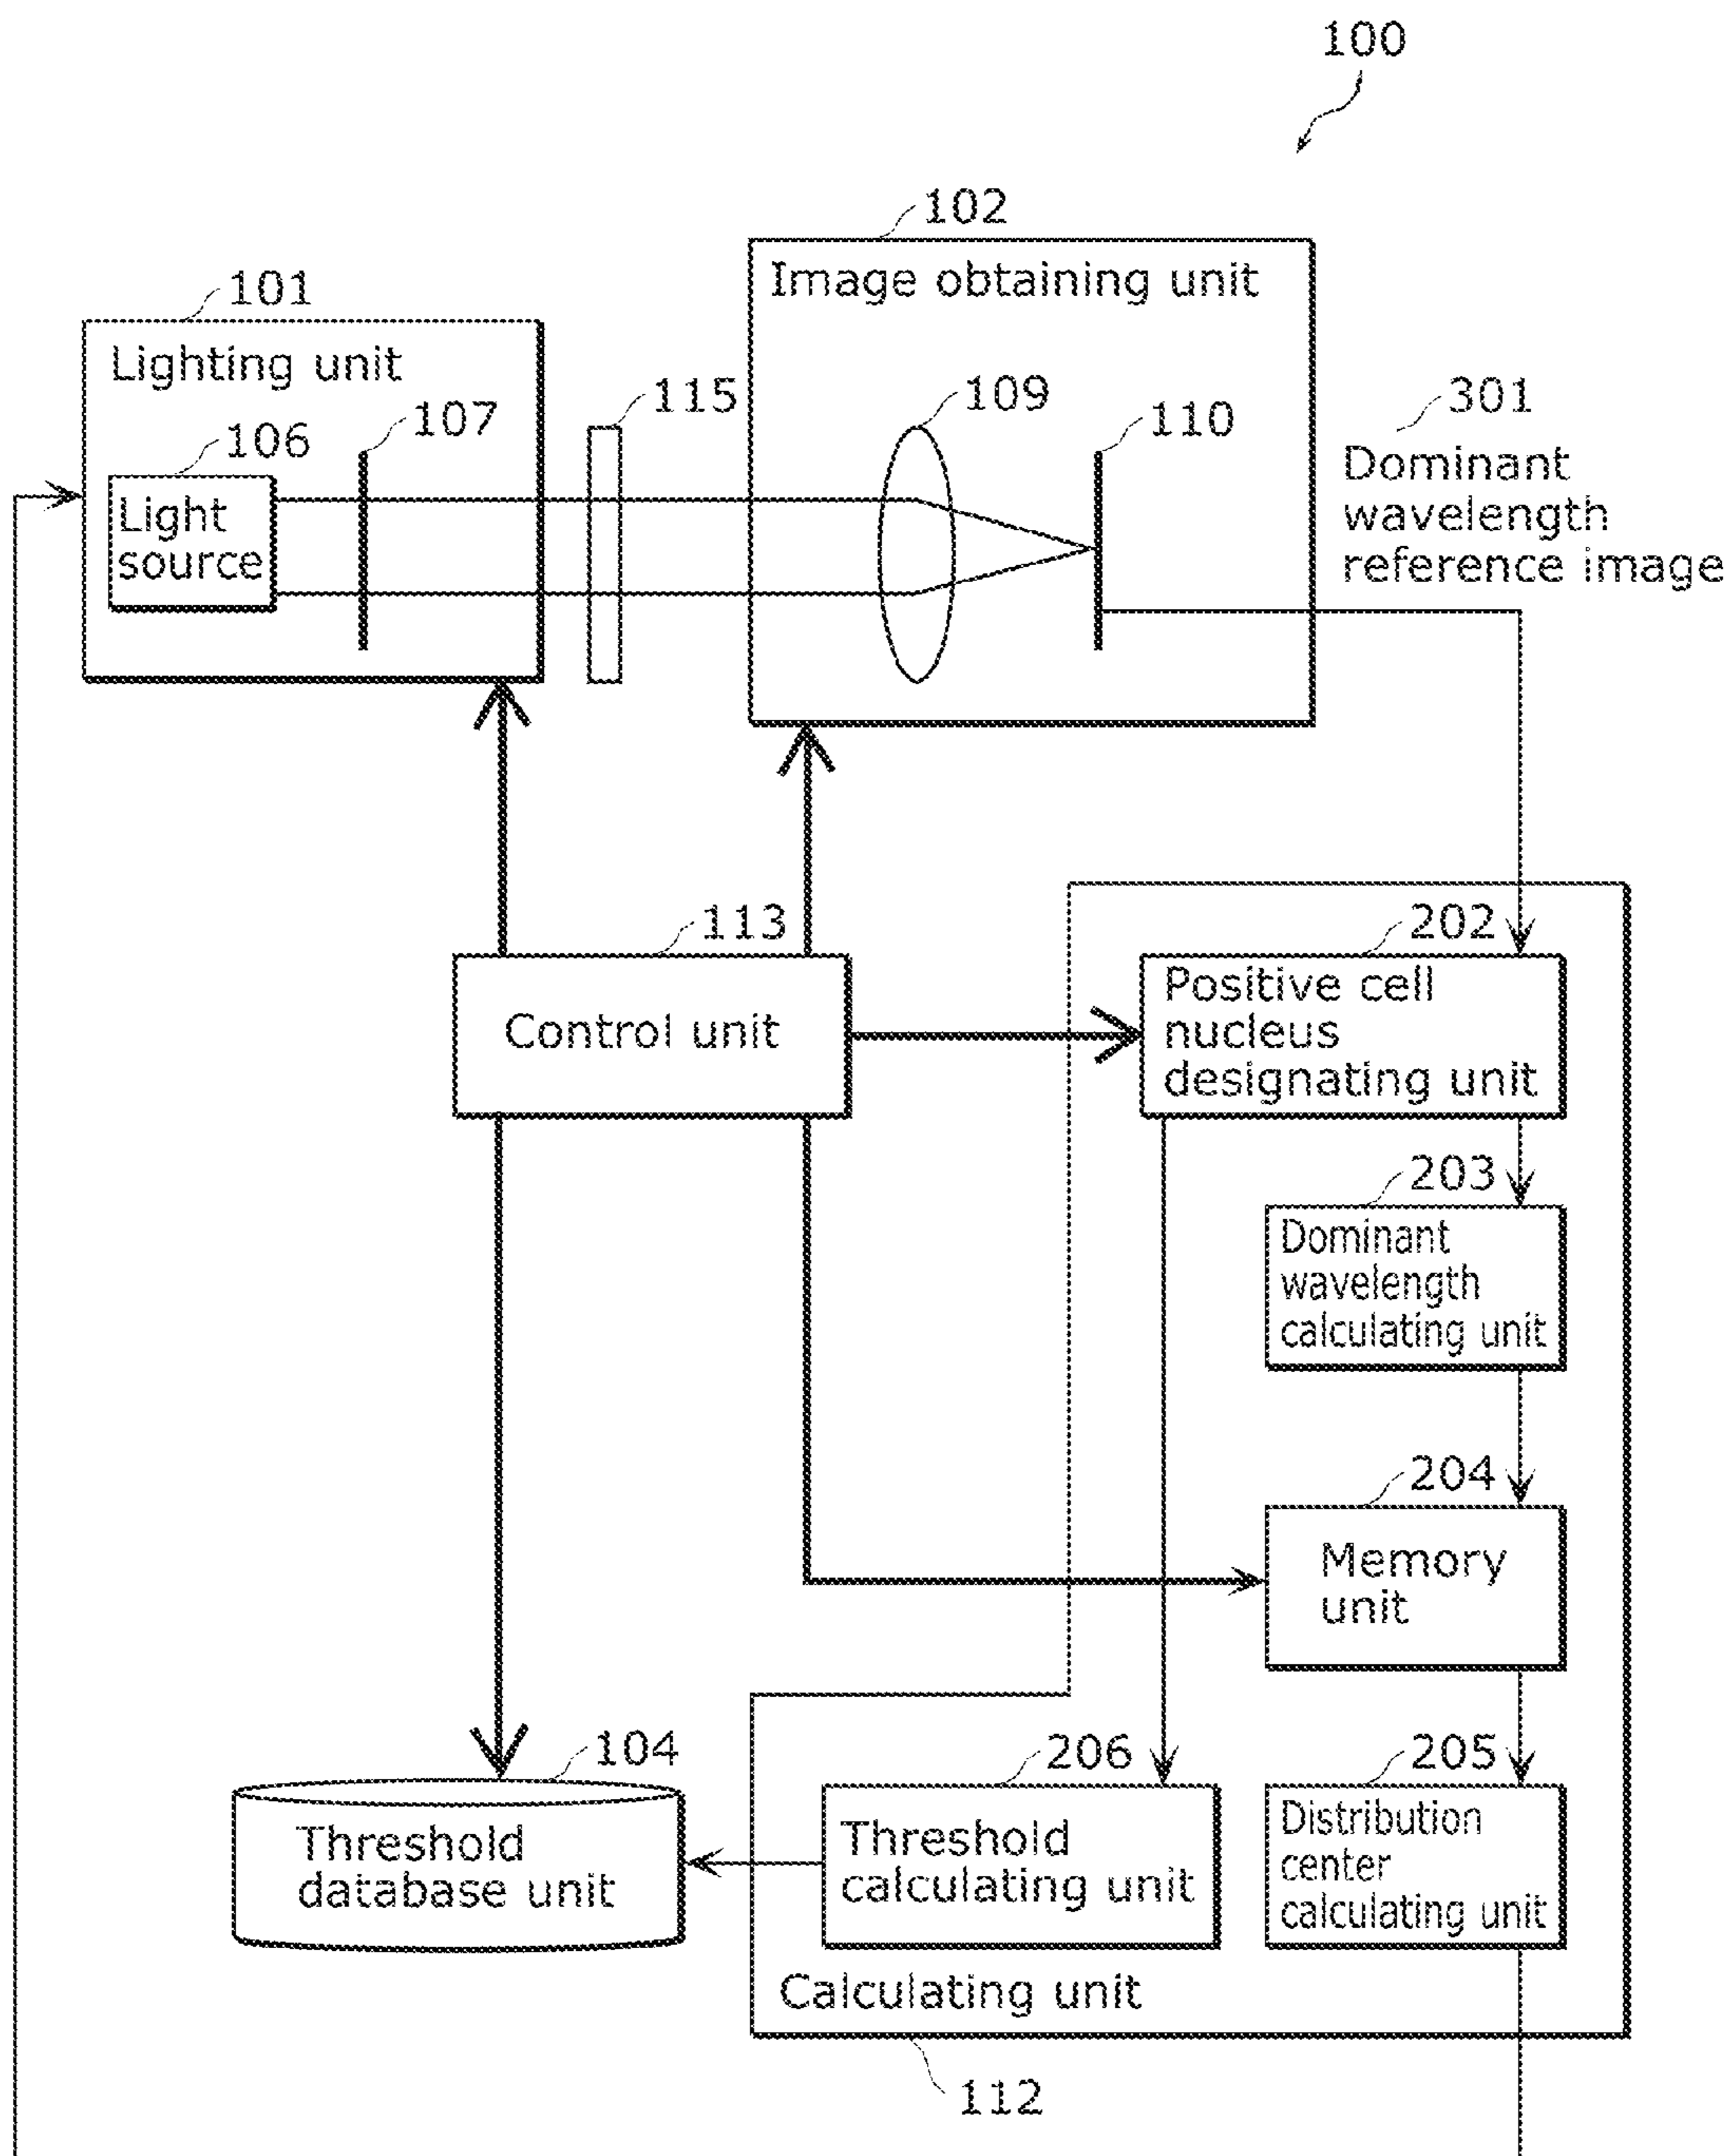 100
102
Image obtaining unit
101
Lighting unit
115
109
110
301
Dominant
wavelength
reference image
106
107
Light
source
113
Control unit
202
Positive cell
nucleus
designating unit
203
Dominant
wavelength
calculating unit
204
Memory
unit
104
Threshold
database unit
206
Threshold
calculating unit
205
Distribution
center
calculating unit
Calculating unit
112